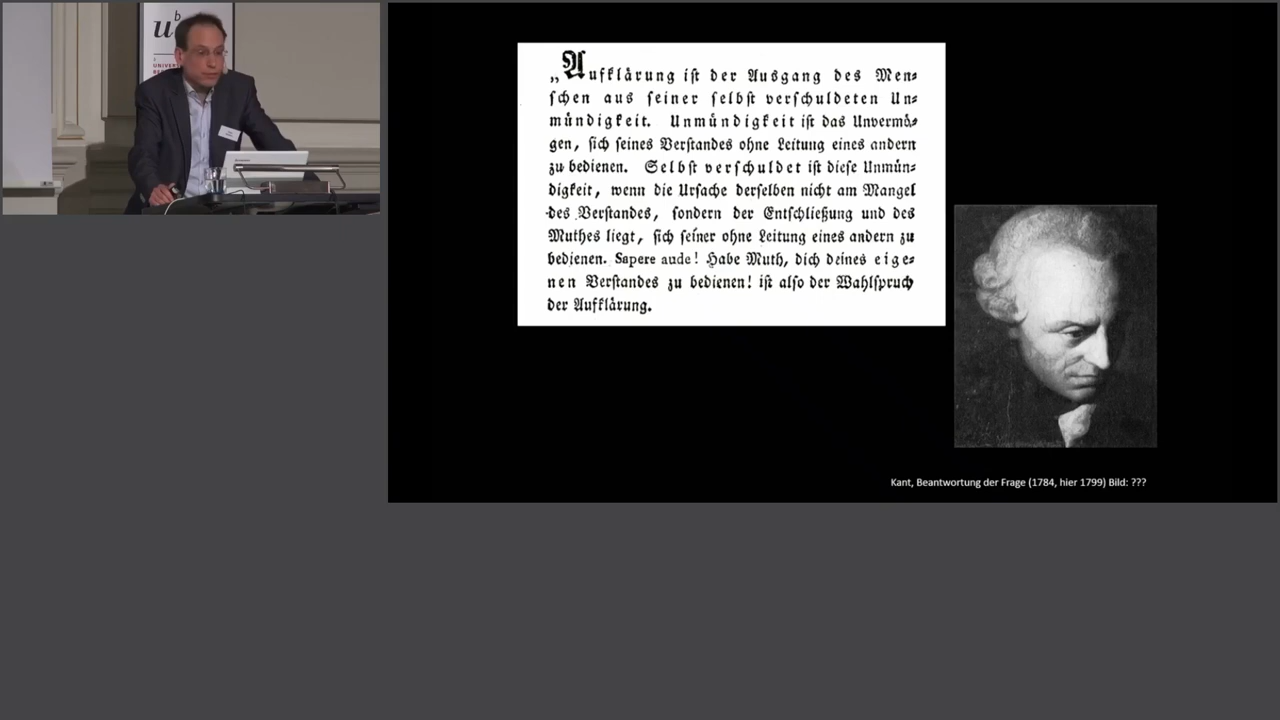 u
b
UNIVERS
„Aufklärung ist der Ausgang des Men-
schen aus seiner selbst verschuldeten Un-
mündigkeit. Unmündigkeit ist das Unvermö-
gen, sich seines Verstandes ohne Leitung eines andern
zu bedienen. Selbst verschuldet ist diese Unmün-
digkeit, wenn die Ursache derselben nicht am Mangel
des Verstandes, sondern der Entschließung und des
Muthes liegt, sich seiner ohne Leitung eines andern zu
bedienen. Sapere aude! Habe Muth, dich deines eige-
nen Verstandes zu bedienen! ist also der Wahlspruch
der Aufklärung.
Kant, Beantwortung der Frage (1784, hier 1799) Bild: ???